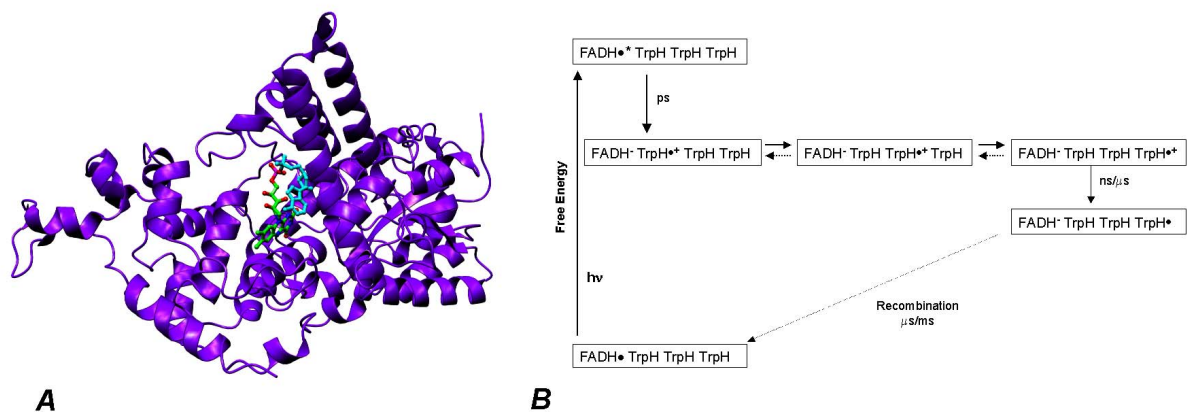 FADH●* TrpH TrpH TrpH
ps
FADH⁻ TrpH●⁺ TrpH TrpH
FADH⁻ TrpH TrpH●⁺ TrpH
FADH⁻ TrpH TrpH TrpH●⁺
ns/µs
FADH⁻ TrpH TrpH TrpH●
Free Energy
hν
Recombination
µs/ms
FADH● TrpH TrpH TrpH
A
B